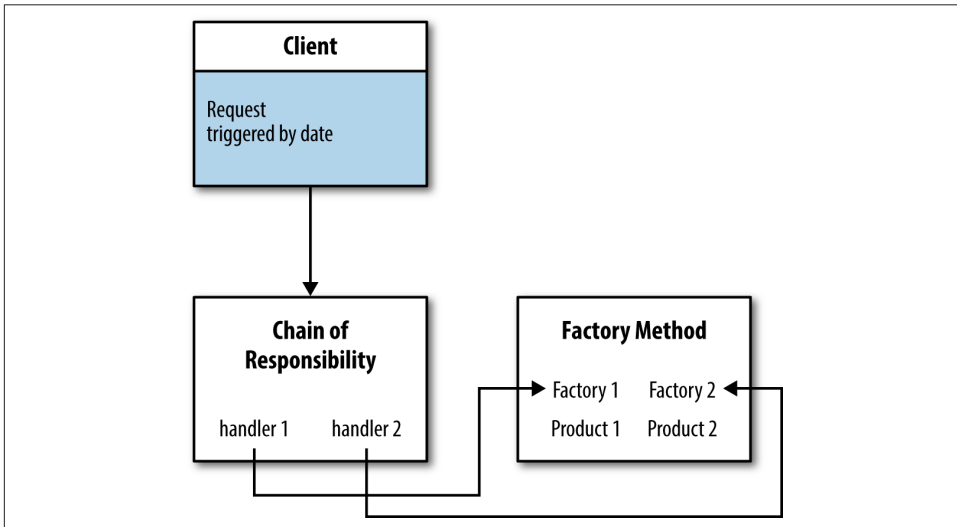 Client
Request
triggered by date
Chain of
Responsibility
handler 1 handler 2
Factory Method
Factory 1 Factory 2
Product 1 Product 2